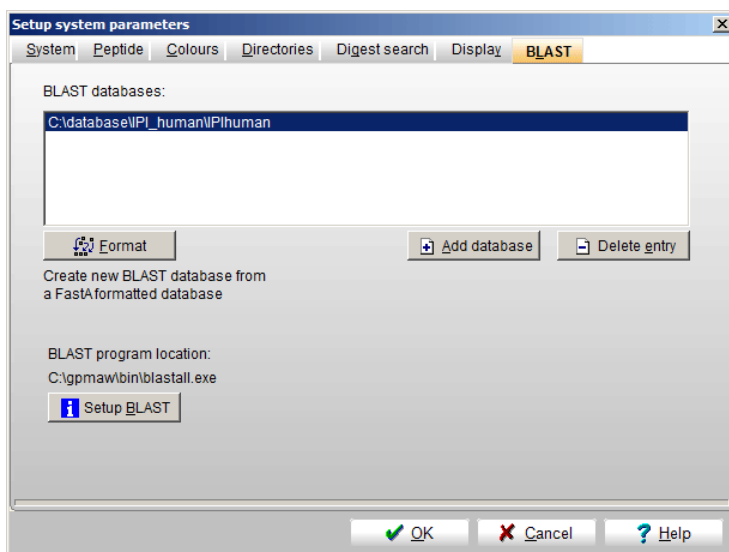 Setup system parameters
System Peptide Colours Directories Digest search Display BLAST
BLAST databases:
C:\database\IPI_human\IPIhuman
Format Add database Delete entry
Create new BLAST database from
a FastAformatted database
BLAST program location:
C:\gpmaw\bin\blastall.exe
Setup BLAST
OK Cancel Help